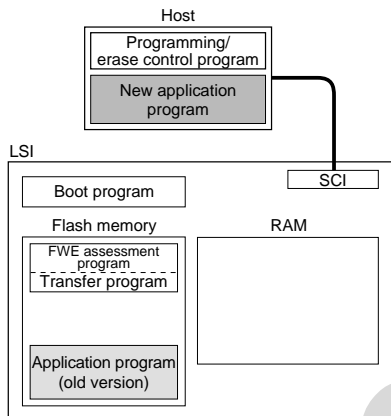 Host
Programming/
erase control program
New application
program
LSI
SCI
Boot program
Flash memory
RAM
FWE assessment
program
Transfer program
Application program
(old version)